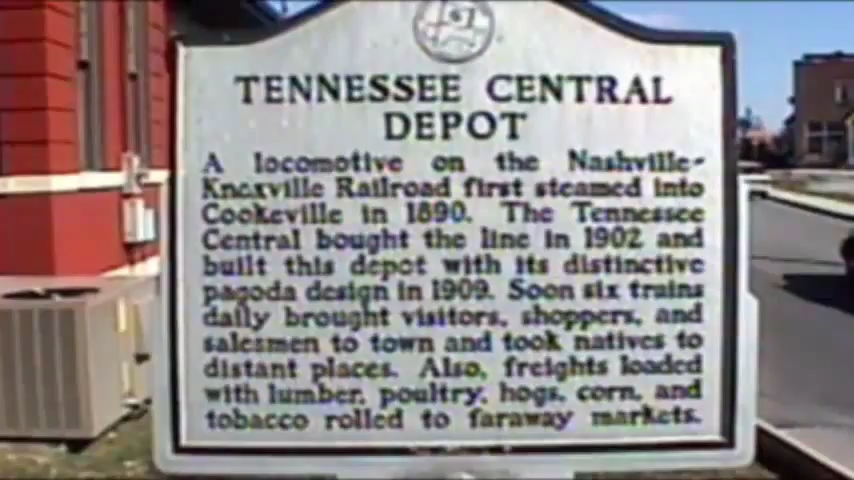 TENNESSEE CENTRAL
DEPOT
A locomotive on the Nashville-
Knoxville Railroad first steamed into
Cookeville in 1890. The Tennessee
Central bought the line in 1902 and
built this depot with its distinctive
pagoda design in 1909. Soon six trains
daily brought visitors, shoppers, and
salesmen to town and took natives to
distant places. Also, freights loaded
with lumber, poultry, hogs, corn, and
tobacco rolled to faraway markets.